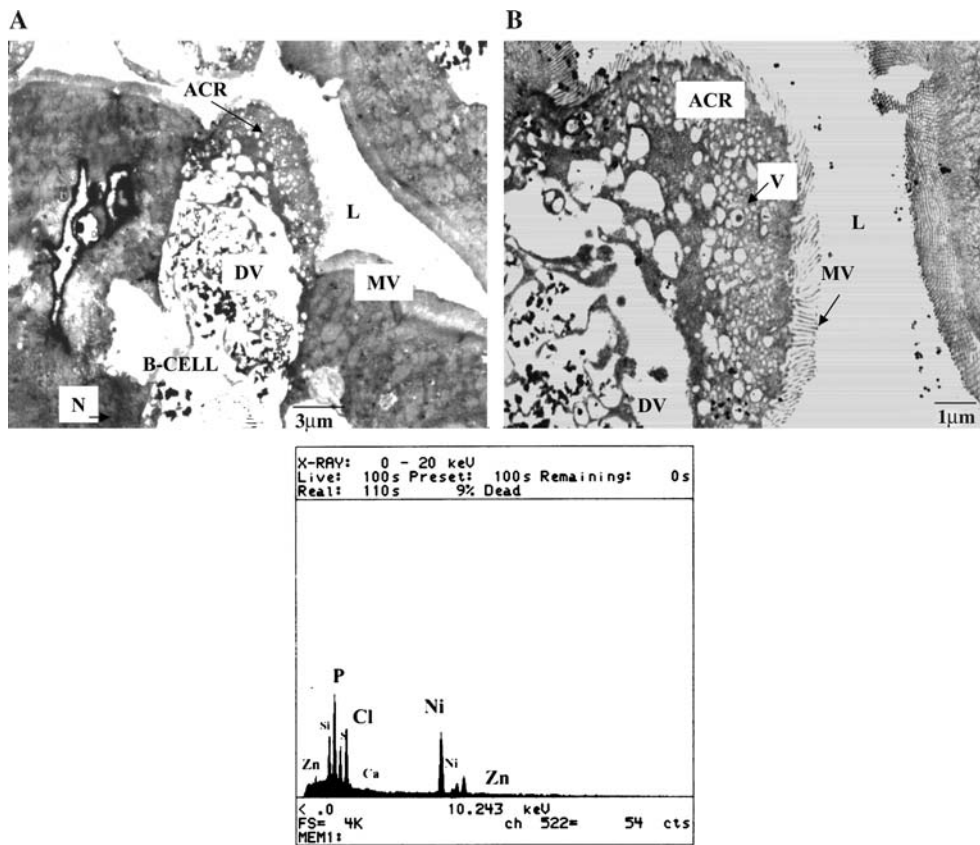 A
B
ACR
L
DV
MV
B-CELL
N
3μm
ACR
V
L
MV
DV
1μm
X-RAY: 0 - 20 keV
Live: 100s Preset: 100s Remaining: 0s
Real: 110s 9% Dead
P
Si
S
Cl
Ni
Zn
Ca
Ni
Zn
< .0 10.243 keV >
FS= 4K ch 522= 54 cts
MEM1: